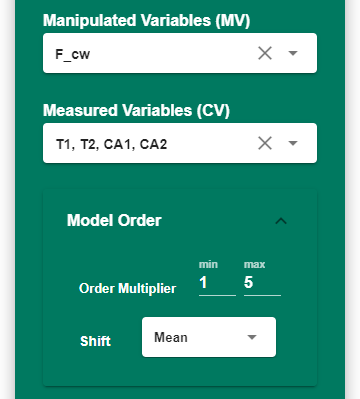 Manipulated Variables (MV)
F_cw
Measured Variables (CV)
T1, T2, CA1, CA2
Model Order
min max
Order Multiplier 1 5
Shift Mean